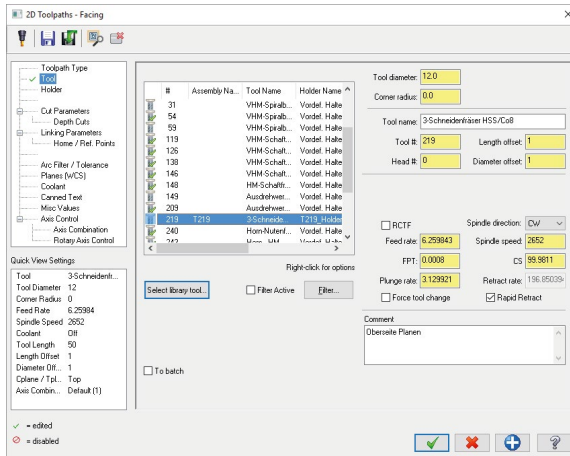 2D Toolpaths - Facing
Toolpath Type
Tool
Holder
Cut Parameters
Depth Cuts
Linking Parameters
Home / Ref. Points
Arc Filter / Tolerance
Planes (WCS)
Coolant
Canned Text
Misc Values
Axis Control
Axis Combination
Rotary Axis Control
Quick View Settings
Tool 3-Schneidenfr...
Tool Diameter 12
Corner Radius 0
Feed Rate 6.25984
Spindle Speed 2652
Coolant Off
Tool Length 50
Length Offset 1
Diameter Off... 1
Cplane / Tpl... Top
Axis Combin... Default (1)
= edited
= disabled
# Assembly Na... Tool Name Holder Name
31 VHM-Spiralb... Vordef. Halte
54 VHM-Spiralb... Vordef. Halte
59 VHM-Spiralb... Vordef. Halte
119 VHM-Schaft... Vordef. Halte
126 VHM-Schaft... Vordef. Halte
138 VHM-Schaft... Vordef. Halte
146 VHM-Schaft... Vordef. Halte
148 HM-Schaftfr... Vordef. Halte
149 Ausdrehwer... Vordef. Halte
209 Ausdrehwer... Vordef. Halte
219 T219 3-Schneide... T219_Holder
240 Horn-Nutenf... Vordef. Halte
Right-click for options
Select library tool...
Filter Active
Filter...
To batch
Tool diameter: 12.0
Corner radius: 0.0
Tool name: 3-Schneidenfräser HSS/Co8
Tool #: 219 Length offset: 1
Head #: 0 Diameter offset: 1
RCTF Spindle direction: CW
Feed rate: 6.259843 Spindle speed: 2652
FPT: 0.0008 CS 99.9811
Plunge rate: 3.129921 Retract rate: 196.85039
Force tool change Rapid Retract
Comment
Oberseite Planen